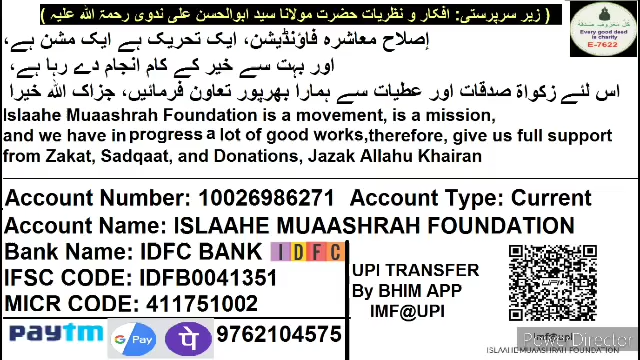 ( زیر سرپرستی: افکار و نظریات حضرت مولانا سید ابوالحسن علی ندوی رحمۃ اللہ علیہ )
إصلاح معاشرہ فاؤنڈیشن، ایک تحریک ہے ایک مشن ہے،
اور بہت سے خیر کے کام انجام دے رہا ہے،
اس لئے زکواۃ صدقات اور عطیات سے ہمارا بھرپور تعاون فرمائیں، جزاک اللہ خیرا
Every good deed
is charity
E-7622
Islaahe Muaashrah Foundation is a movement, is a mission,
and we have in progress a lot of good works,therefore, give us full support
from Zakat, Sadqaat, and Donations, Jazak Allahu Khairan
Account Number: 10026986271 Account Type: Current
Account Name: ISLAAHE MUAASHRAH FOUNDATION
Bank Name: IDFC BANK IDFC
IFSC CODE: IDFB0041351
MICR CODE: 411751002
UPI TRANSFER
By BHIM APP
IMF@UPI
paytm G Pay पे 9762104575
imf@upi
PowerDirector
ISLAAHE MUAASHRAH FOUNDATION